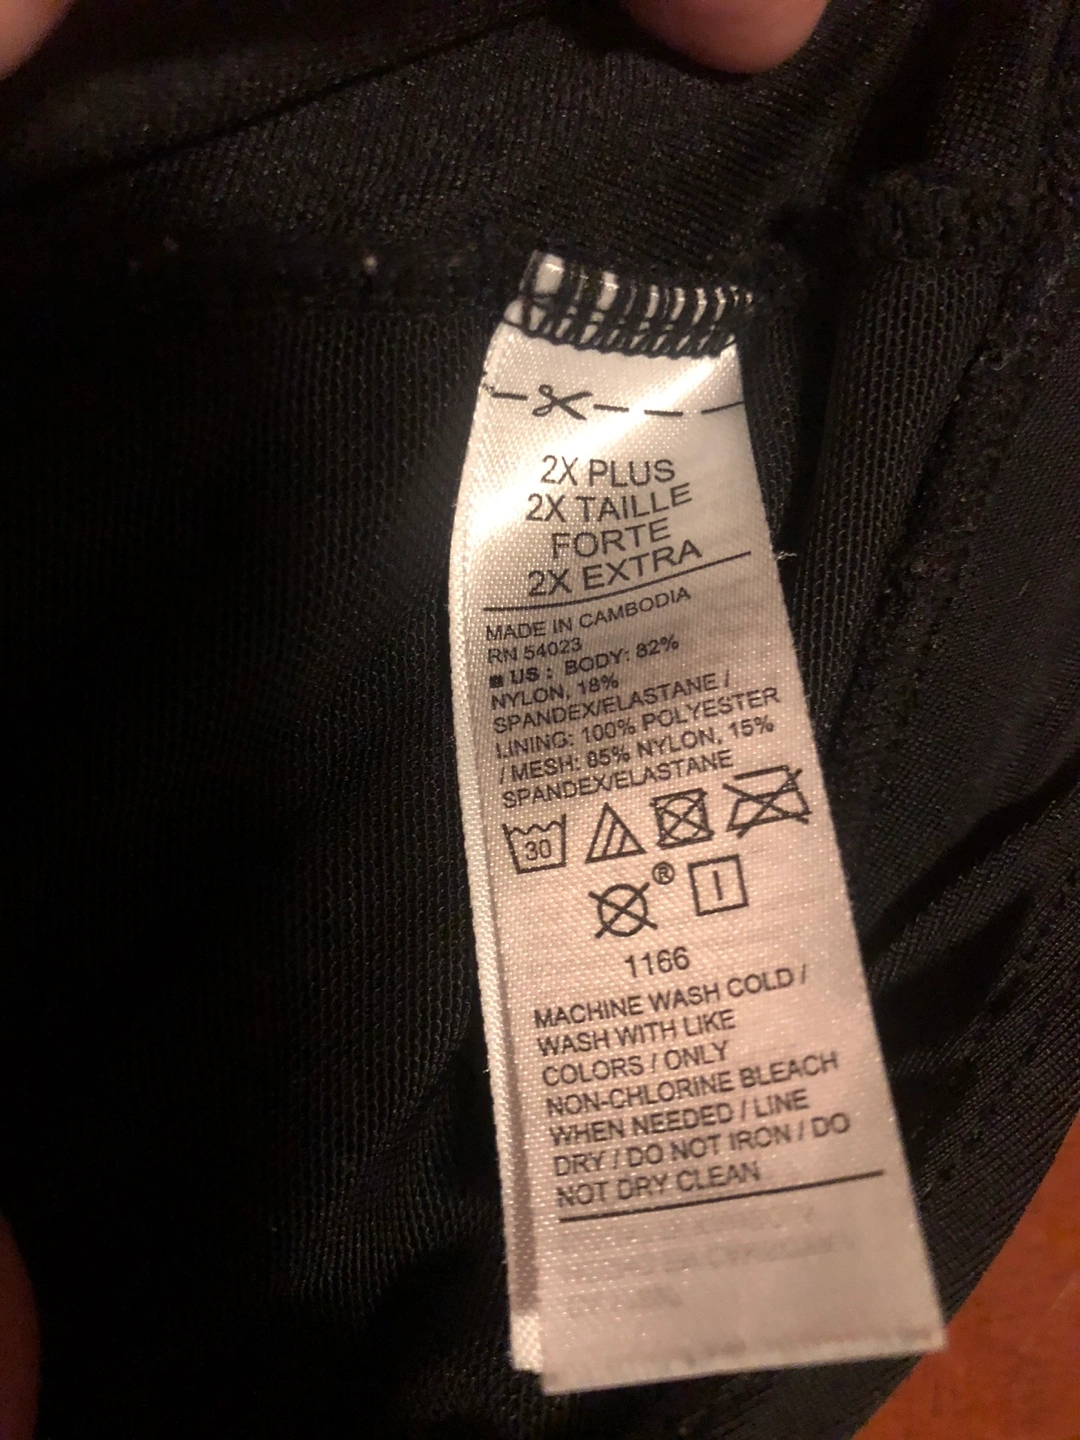 2X PLUS
2X TAILLE
FORTE
2X EXTRA
MADE IN CAMBODIA
RN 54023
■ US : BODY: 82%
NYLON, 18%
SPANDEX/ELASTANE /
LINING: 100% POLYESTER
/ MESH: 85% NYLON, 15%
SPANDEX/ELASTANE
30
®
I
1166
MACHINE WASH COLD /
WASH WITH LIKE
COLORS / ONLY
NON-CHLORINE BLEACH
WHEN NEEDED / LINE
DRY / DO NOT IRON / DO
NOT DRY CLEAN